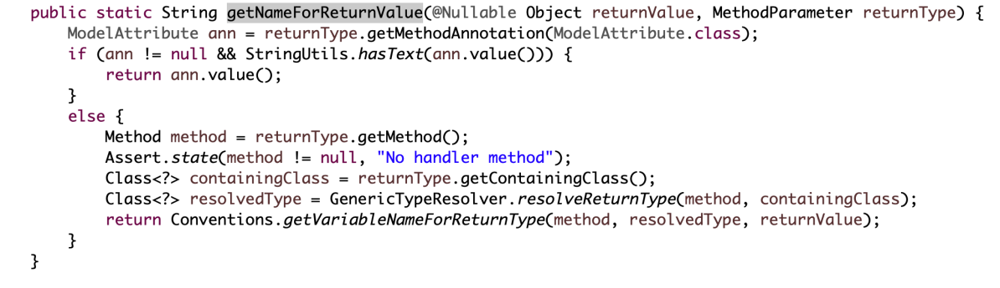 public static String getNameForReturnValue(@Nullable Object returnValue, MethodParameter returnType) {
    ModelAttribute ann = returnType.getMethodAnnotation(ModelAttribute.class);
    if (ann != null && StringUtils.hasText(ann.value())) {
        return ann.value();
    }
    else {
        Method method = returnType.getMethod();
        Assert.state(method != null, "No handler method");
        Class<?> containingClass = returnType.getContainingClass();
        Class<?> resolvedType = GenericTypeResolver.resolveReturnType(method, containingClass);
        return Conventions.getVariableNameForReturnType(method, resolvedType, returnValue);
    }
}